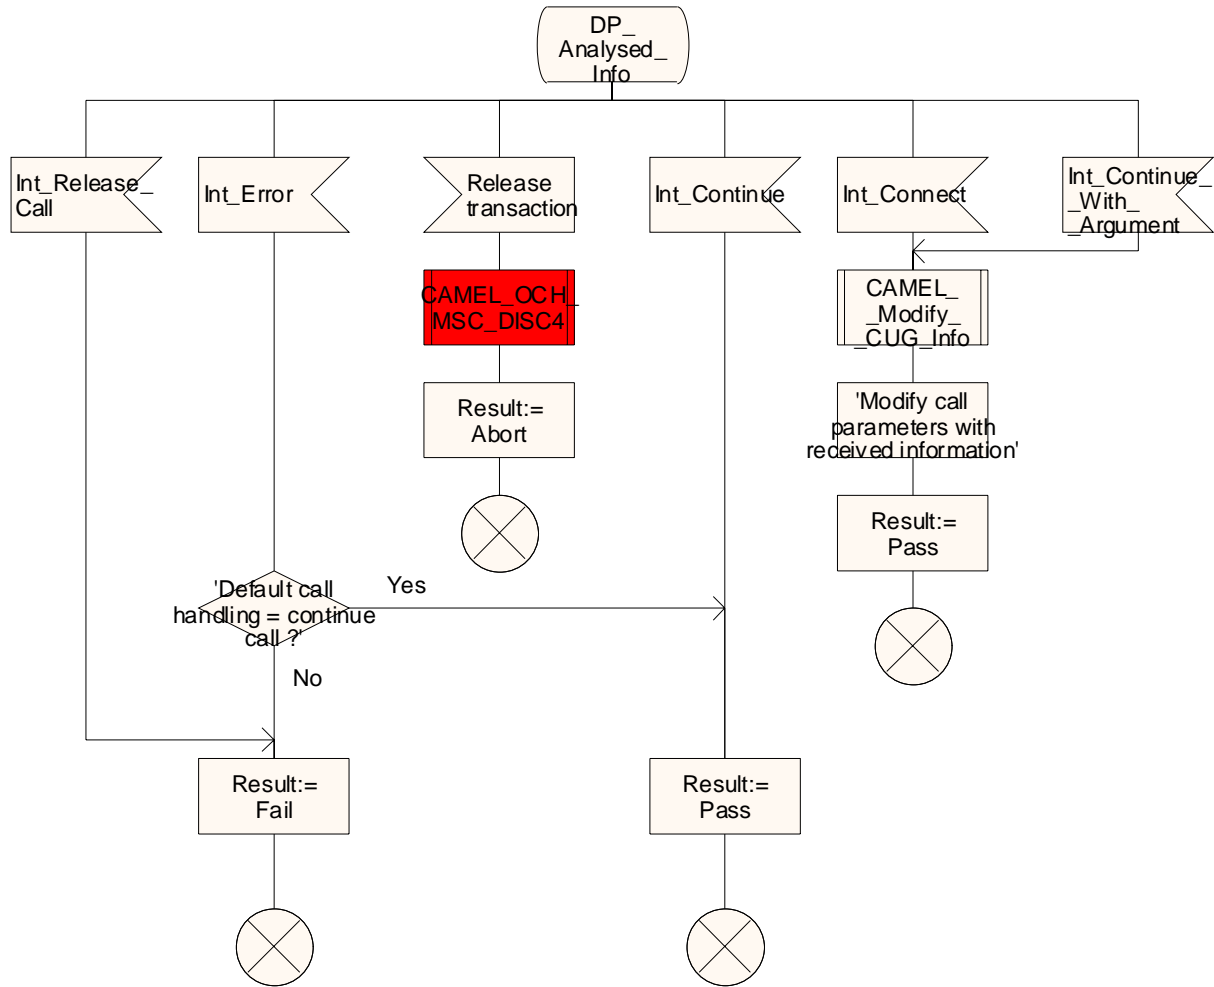 DP_
Analysed_
Info
Int_Release_
Call
Int_Error
Release
transaction
Int_Continue
Int_Connect
Int_Continue_
_With_
_Argument
CAMEL_OCH_
MSC_DISC4
CAMEL_
_Modify_
_CUG_Info
Result:=
Abort
'Modify call
parameters with
received information'
Result:=
Pass
'Default call
handling = continue
call ?'
Yes
No
Result:=
Fail
Result:=
Pass